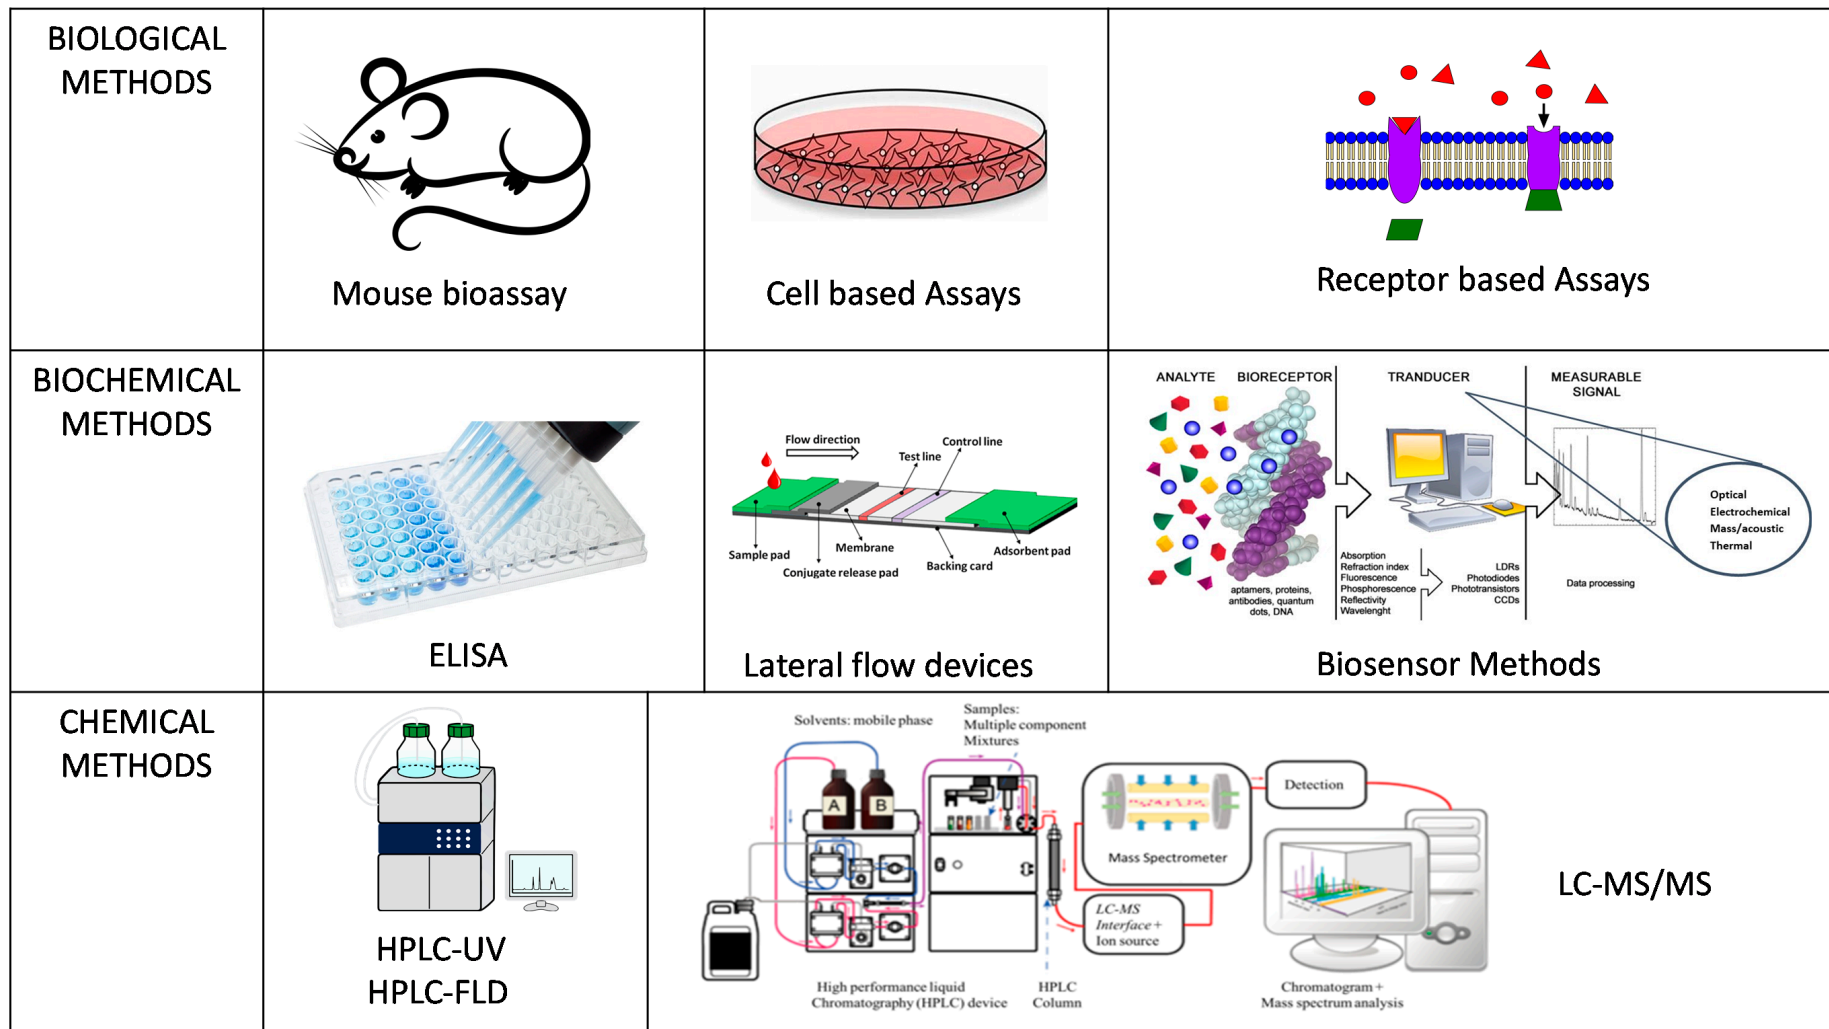 BIOLOGICAL
METHODS
Mouse bioassay
Cell based Assays
Receptor based Assays
BIOCHEMICAL
METHODS
ELISA
Flow direction
Control line
Test line
Sample pad
Conjugate release pad
Membrane
Backing card
Adsorbent pad
Lateral flow devices
ANALYTE
BIORECEPTOR
TRANDUCER
MEASURABLE
SIGNAL
Optical
Electrochemical
Mass/acoustic
Thermal
aptamers, proteins,
antibodies, quantum
dots, DNA
Absorption
Refraction index
Fluorescence
Phosphorescence
Reflectivity
Wavelenght
LDRs
Photodiodes
Phototransistors
CCDs
Data processing
Biosensor Methods
CHEMICAL
METHODS
HPLC-UV
HPLC-FLD
Solvents: mobile phase
Samples:
Multiple component
Mixtures
A
B
Mass Spectrometer
Detection
LC-MS
Interface +
Ion source
High performance liquid
Chromatography (HPLC) device
HPLC
Column
Chromatogram +
Mass spectrum analysis
LC-MS/MS